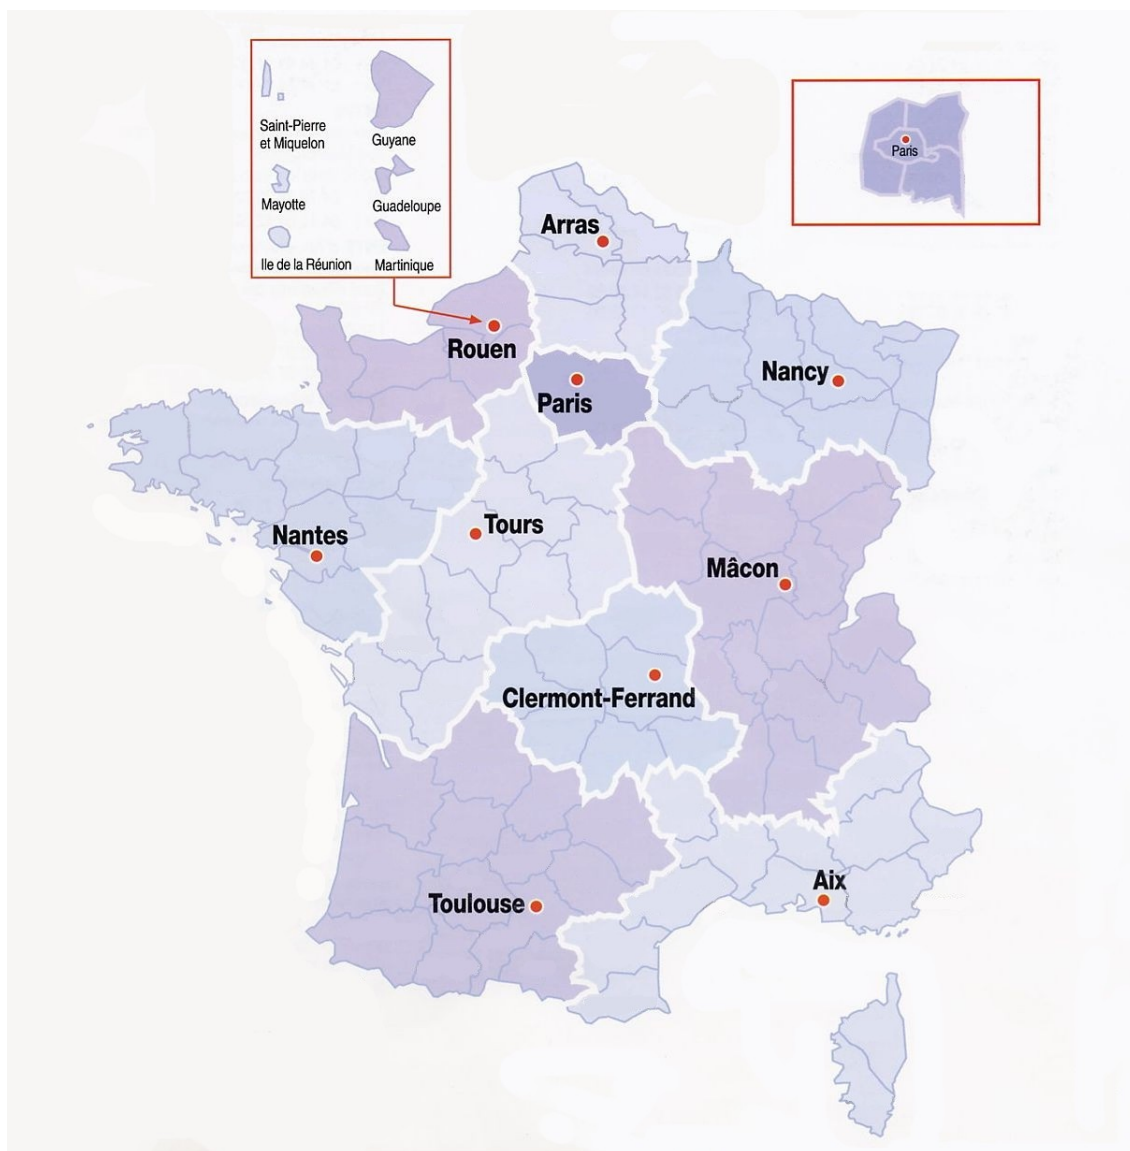 Saint-Pierre
et Miquelon
Guyane
Mayotte
Guadeloupe
Ile de la Réunion
Martinique
Paris
Arras
Rouen
Nancy
Paris
Nantes
Tours
Mâcon
Clermont-Ferrand
Toulouse
Aix